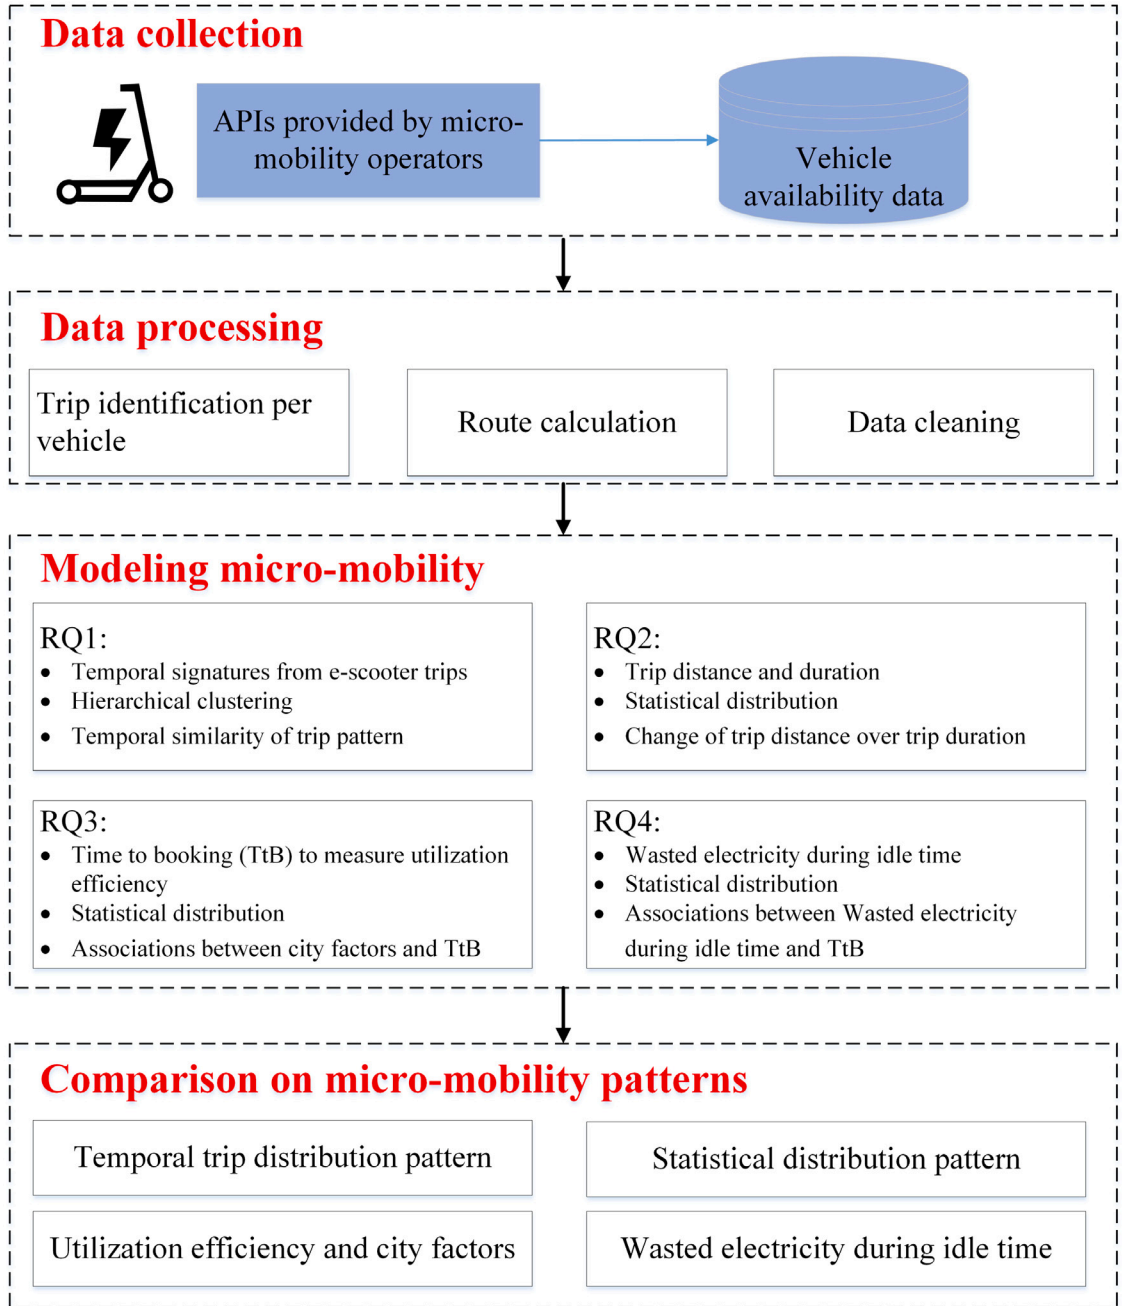 Data collection
APIs provided by micro-
mobility operators
Vehicle
availability data
Data processing
Trip identification per
vehicle
Route calculation
Data cleaning
Modeling micro-mobility
RQ1:
• Temporal signatures from e-scooter trips
• Hierarchical clustering
• Temporal similarity of trip pattern
RQ2:
• Trip distance and duration
• Statistical distribution
• Change of trip distance over trip duration
RQ3:
• Time to booking (TtB) to measure utilization
efficiency
• Statistical distribution
• Associations between city factors and TtB
RQ4:
• Wasted electricity during idle time
• Statistical distribution
• Associations between Wasted electricity
during idle time and TtB
Comparison on micro-mobility patterns
Temporal trip distribution pattern
Statistical distribution pattern
Utilization efficiency and city factors
Wasted electricity during idle time